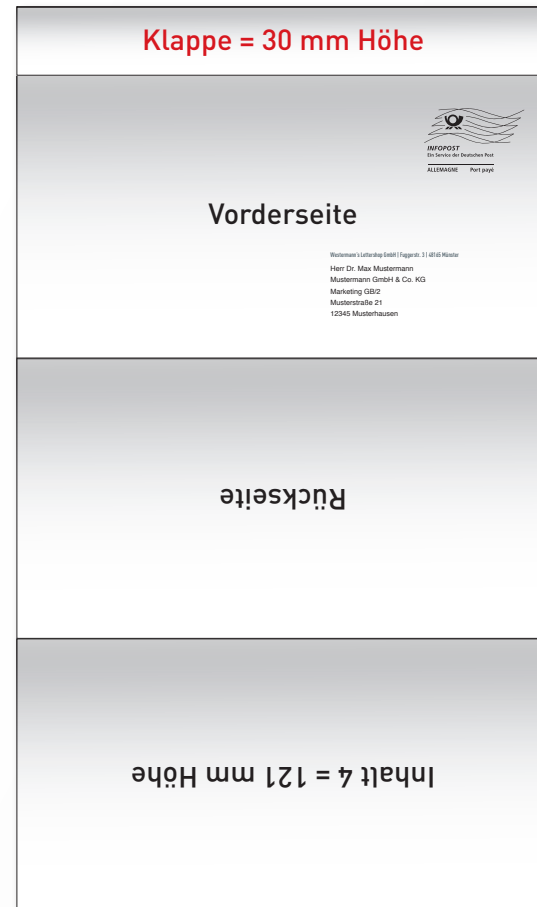 Klappe = 30 mm Höhe
INFOPOST
Ein Service der Deutschen Post
ALLEMAGNE Port payé
Vorderseite
Westermann's Lettershop GmbH | Fuggerstr. 3 | 48165 Münster
Herr Dr. Max Mustermann
Mustermann GmbH & Co. KG
Marketing GB/2
Musterstraße 21
12345 Musterhausen
Rückseite
Inhalt 4 = 121 mm Höhe